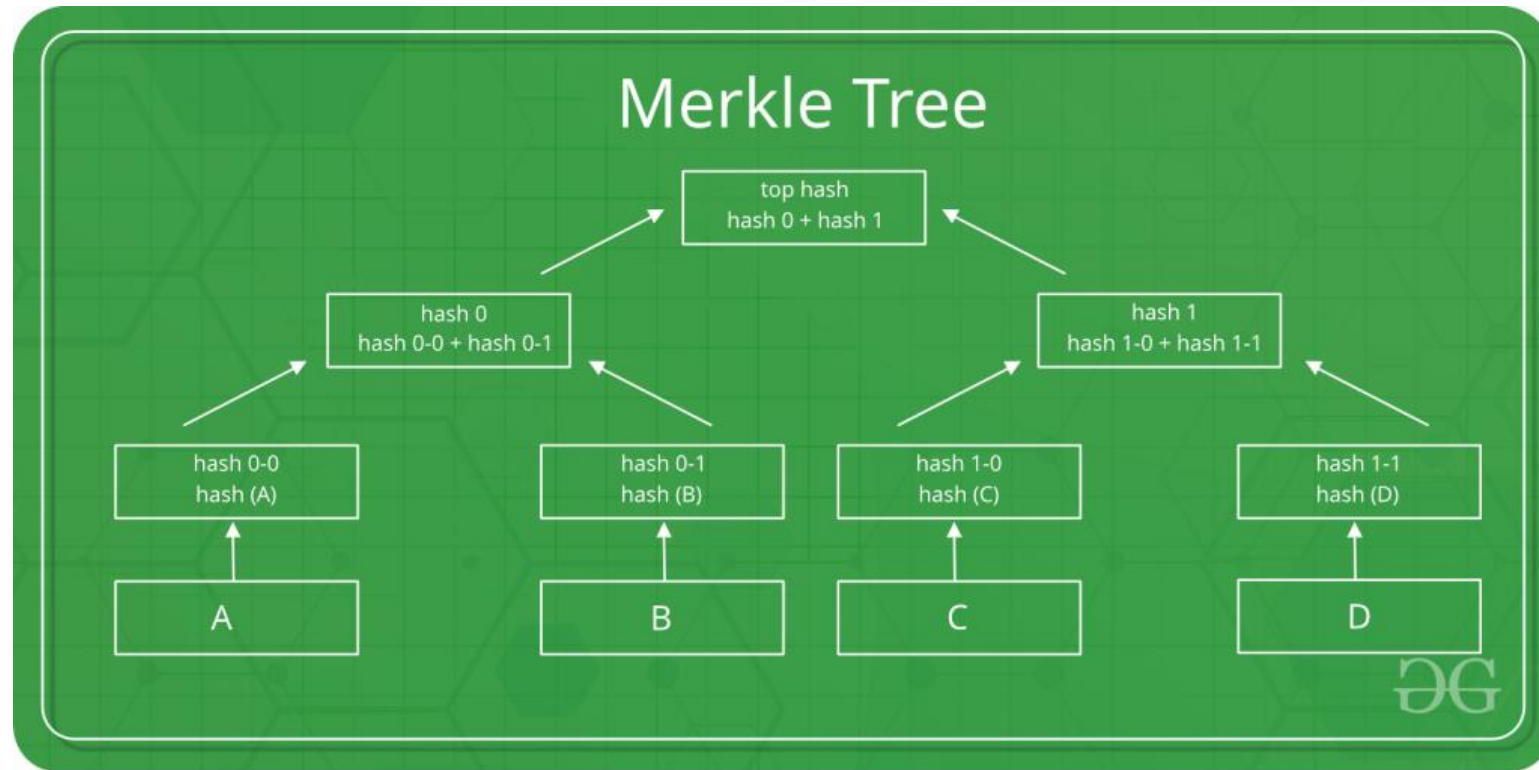 Merkle Tree
top hash
hash 0 + hash 1
hash 0
hash 0-0 + hash 0-1
hash 1
hash 1-0 + hash 1-1
hash 0-0
hash (A)
hash 0-1
hash (B)
hash 1-0
hash (C)
hash 1-1
hash (D)
A
B
C
D